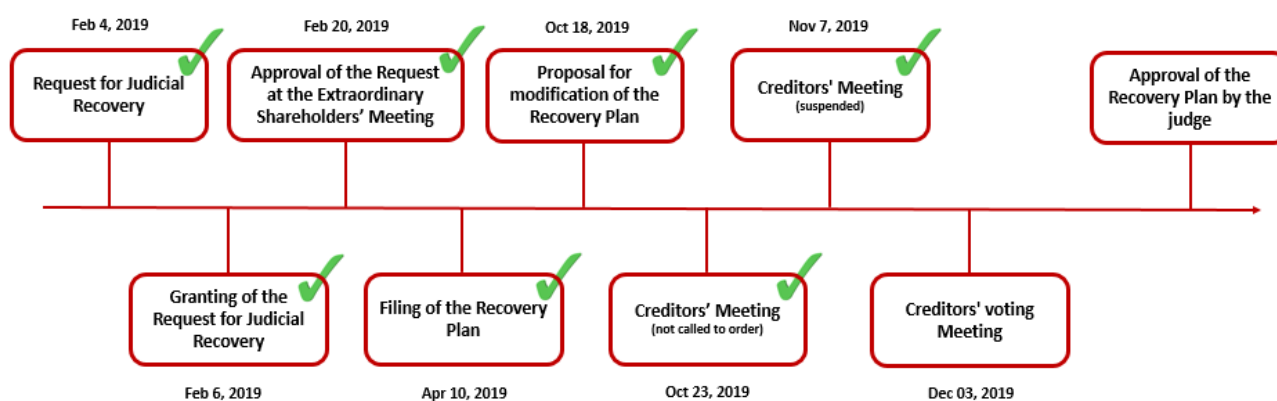 Feb 4, 2019
Feb 20, 2019
Oct 18, 2019
Nov 7, 2019
Request for Judicial
Recovery
Approval of the Request
at the Extraordinary
Shareholders’ Meeting
Proposal for
modification of the
Recovery Plan
Creditors' Meeting
(suspended)
Approval of the
Recovery Plan by the
judge
Granting of the
Request for Judicial
Recovery
Filing of the Recovery
Plan
Creditors’ Meeting
(not called to order)
Creditors' voting
Meeting
Feb 6, 2019
Apr 10, 2019
Oct 23, 2019
Dec 03, 2019